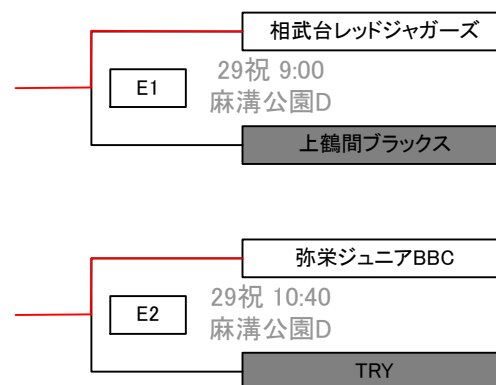 相武台レッドジャガーズ
29祝 9:00
E1
麻溝公園D
上鶴間ブラックス
弥栄ジュニアBBC
29祝 10:40
E2
麻溝公園D
TRY